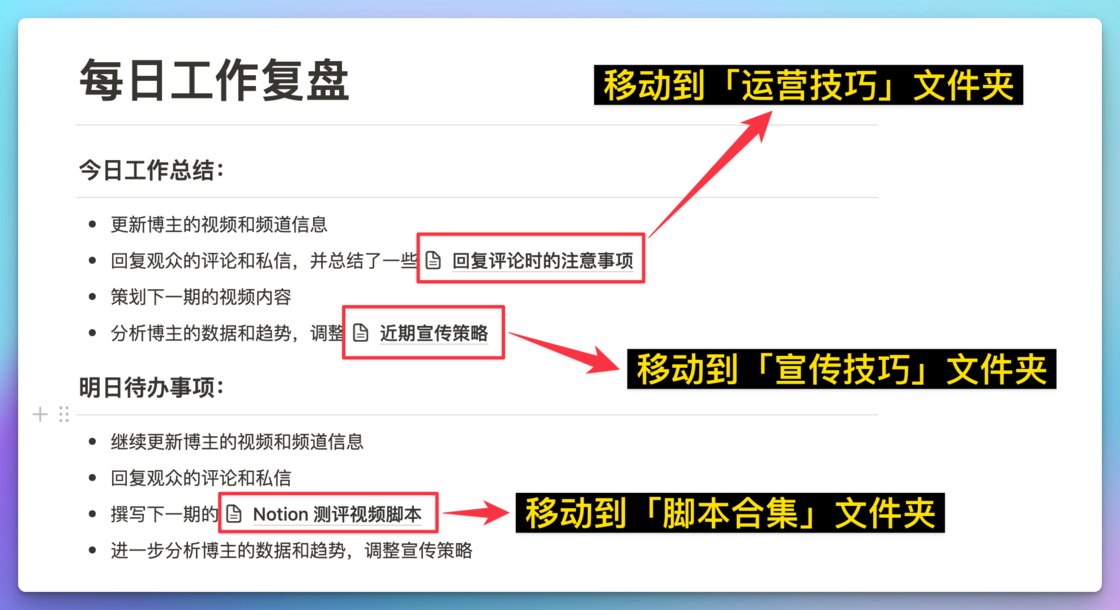 每日工作复盘
移动到「运营技巧」文件夹
今日工作总结：
更新博主的视频和频道信息
回复观众的评论和私信，并总结了一些 回复评论时的注意事项
策划下一期的视频内容
分析博主的数据和趋势，调整 近期宣传策略
移动到「宣传技巧」文件夹
明日待办事项：
继续更新博主的视频和频道信息
回复观众的评论和私信
撰写下一期的 Notion 测评视频脚本
移动到「脚本合集」文件夹
进一步分析博主的数据和趋势，调整宣传策略